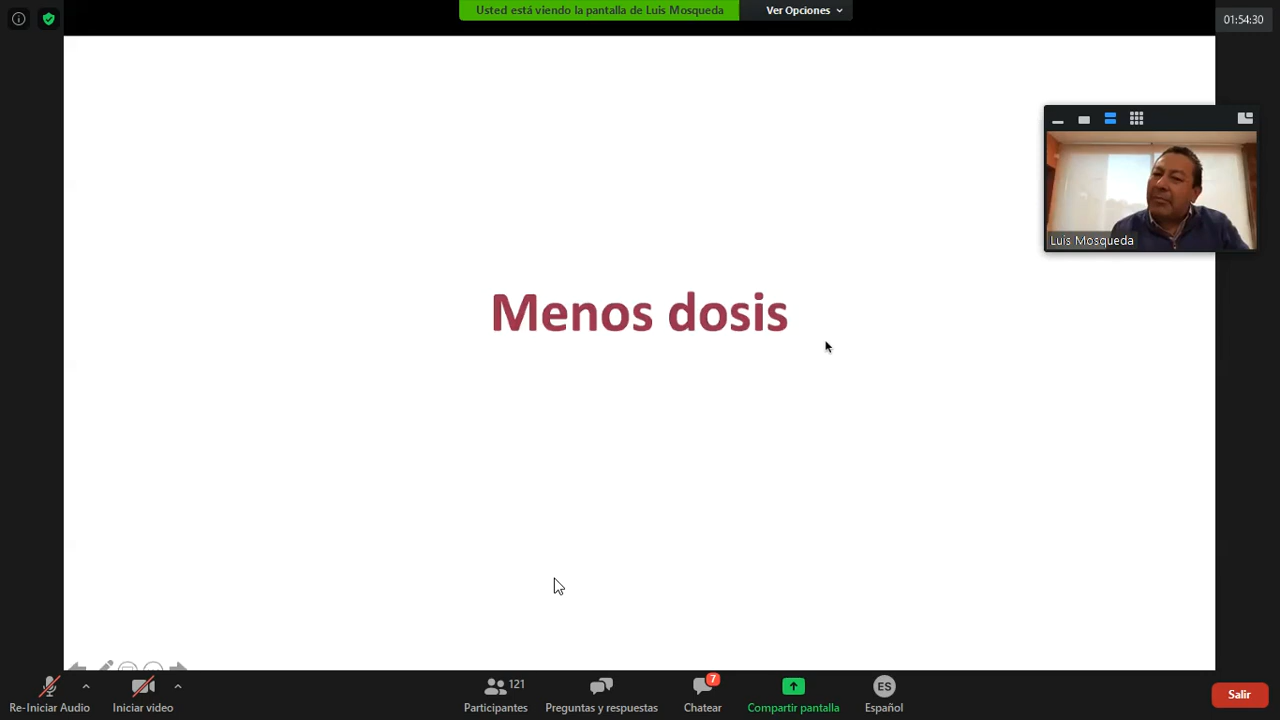 Usted está viendo la pantalla de Luis Mosqueda
Ver Opciones
01:54:30
Luis Mosqueda
Menos dosis
Re-Iniciar Audio
Iniciar video
121
Participantes
Preguntas y respuestas
7
Chatear
Compartir pantalla
ES
Español
Salir